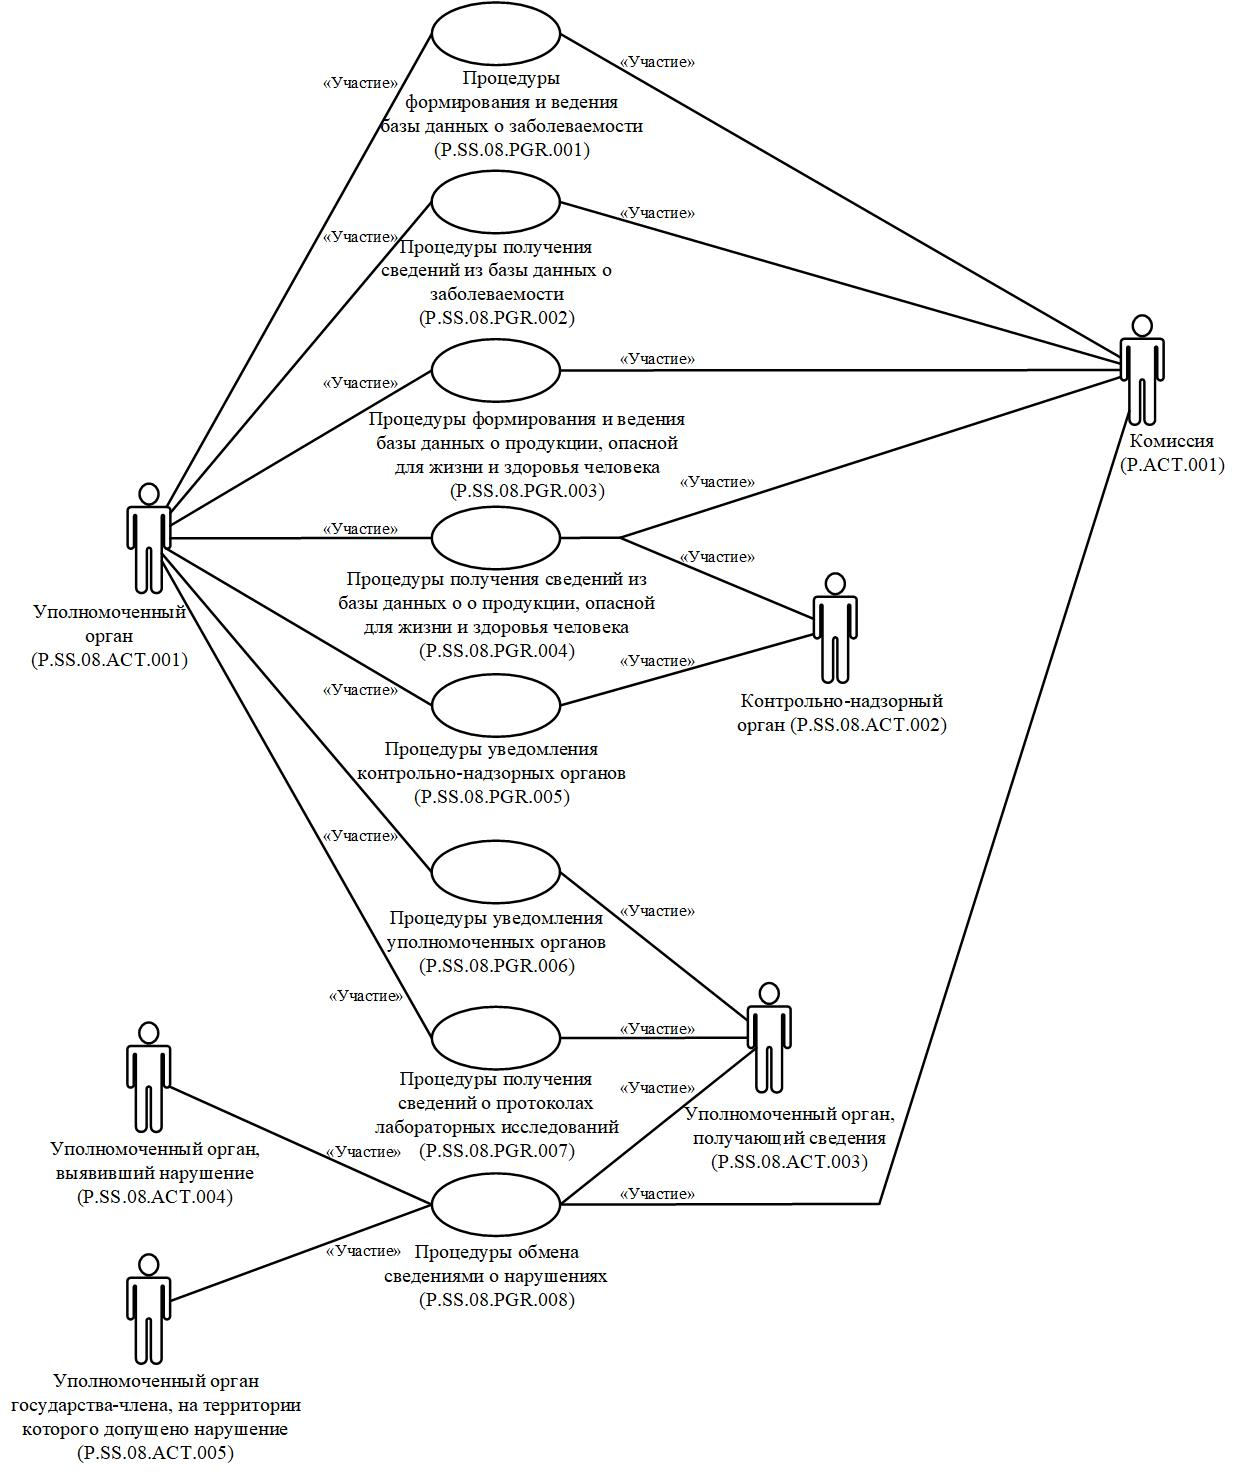 «Участие»
«Участие»
Процедуры
формирования и ведения
базы данных о заболеваемости
(P.SS.08.PGR.001)
«Участие»
«Участие»
Процедуры получения
сведений из базы данных о
заболеваемости
(P.SS.08.PGR.002)
«Участие»
«Участие»
Процедуры формирования и ведения
базы данных о продукции, опасной
для жизни и здоровья человека
(P.SS.08.PGR.003)
Комиссия
(P.ACT.001)
«Участие»
«Участие»
«Участие»
Процедуры получения сведений из
базы данных о о продукции, опасной
для жизни и здоровья человека
(P.SS.08.PGR.004)
Уполномоченный
орган
(P.SS.08.ACT.001)
«Участие»
«Участие»
Контрольно-надзорный
орган (P.SS.08.ACT.002)
Процедуры уведомления
контрольно-надзорных органов
(P.SS.08.PGR.005)
«Участие»
«Участие»
Процедуры уведомления
уполномоченных органов
(P.SS.08.PGR.006)
«Участие»
«Участие»
Процедуры получения
сведений о протоколах
лабораторных исследований
(P.SS.08.PGR.007)
«Участие»
Уполномоченный орган,
получающий сведения
(P.SS.08.ACT.003)
Уполномоченный орган,
выявивший нарушение
(P.SS.08.ACT.004)
«Участие»
«Участие»
«Участие»
Процедуры обмена
сведениями о нарушениях
(P.SS.08.PGR.008)
Уполномоченный орган
государства-члена, на территории
которого допущено нарушение
(P.SS.08.ACT.005)